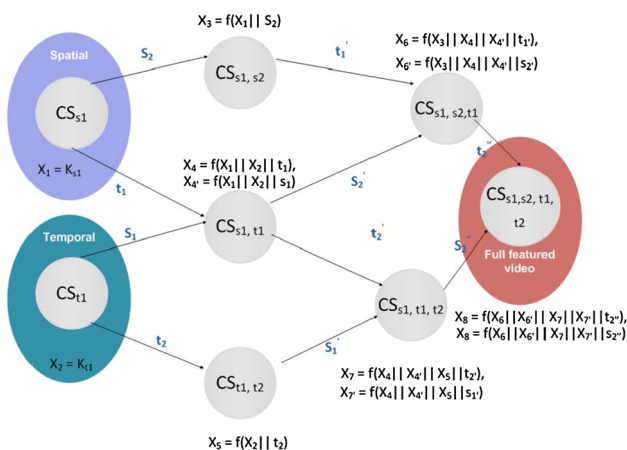 X3 = f(X1|| S2)
Spatial
S2
t1'
X6 = f(X3|| X4|| X4'||t1'),
X6' = f(X3|| X4|| X4'||s2')
CSs1
CSs1, s2
CSs1, s2,t1
X1 = Ks1
t1
X4 = f(X1|| X2|| t1),
X4' = f(X1|| X2|| s1)
S2'
t2''
CSs1,s2, t1,
t2
Temporal
S1
CSs1, t1
t2'
S2''
Full featured
video
CSt1
CSs1, t1, t2
X2 = Kt1
t2
S1'
X8 = f(X6||X6'|| X7||X7'||t2''),
X8 = f(X6||X6'|| X7||X7'||s2'')
CSt1, t2
X7 = f(X4|| X4'|| X5||t2'),
X7' = f(X4|| X4'|| X5||s1')
X5 = f(X2|| t2)